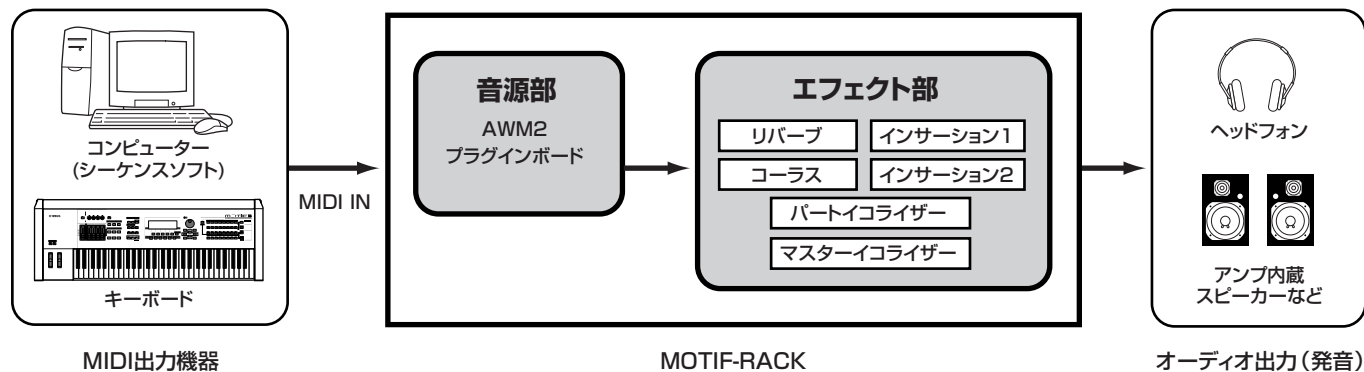 コンピューター
(シーケンスソフト)
キーボード
MIDI出力機器
MIDI IN
音源部
AWM2
プラグインボード
エフェクト部
リバーブ
インサーション1
コーラス
インサーション2
パートイコライザー
マスターイコライザー
MOTIF-RACK
ヘッドフォン
アンプ内蔵
スピーカーなど
オーディオ出力(発音)